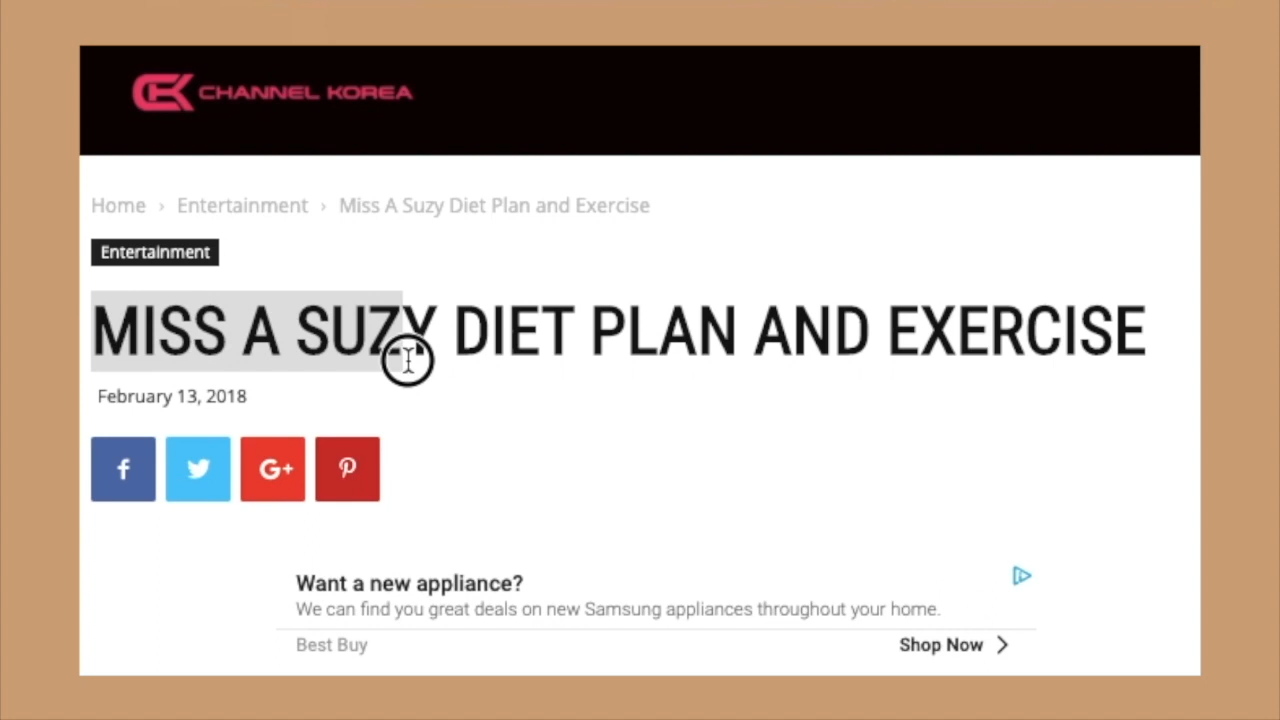 CHANNEL KOREA
Home › Entertainment › Miss A Suzy Diet Plan and Exercise
Entertainment
MISS A SUZY DIET PLAN AND EXERCISE
February 13, 2018
f G+
Want a new appliance?
We can find you great deals on new Samsung appliances throughout your home.
Best Buy Shop Now